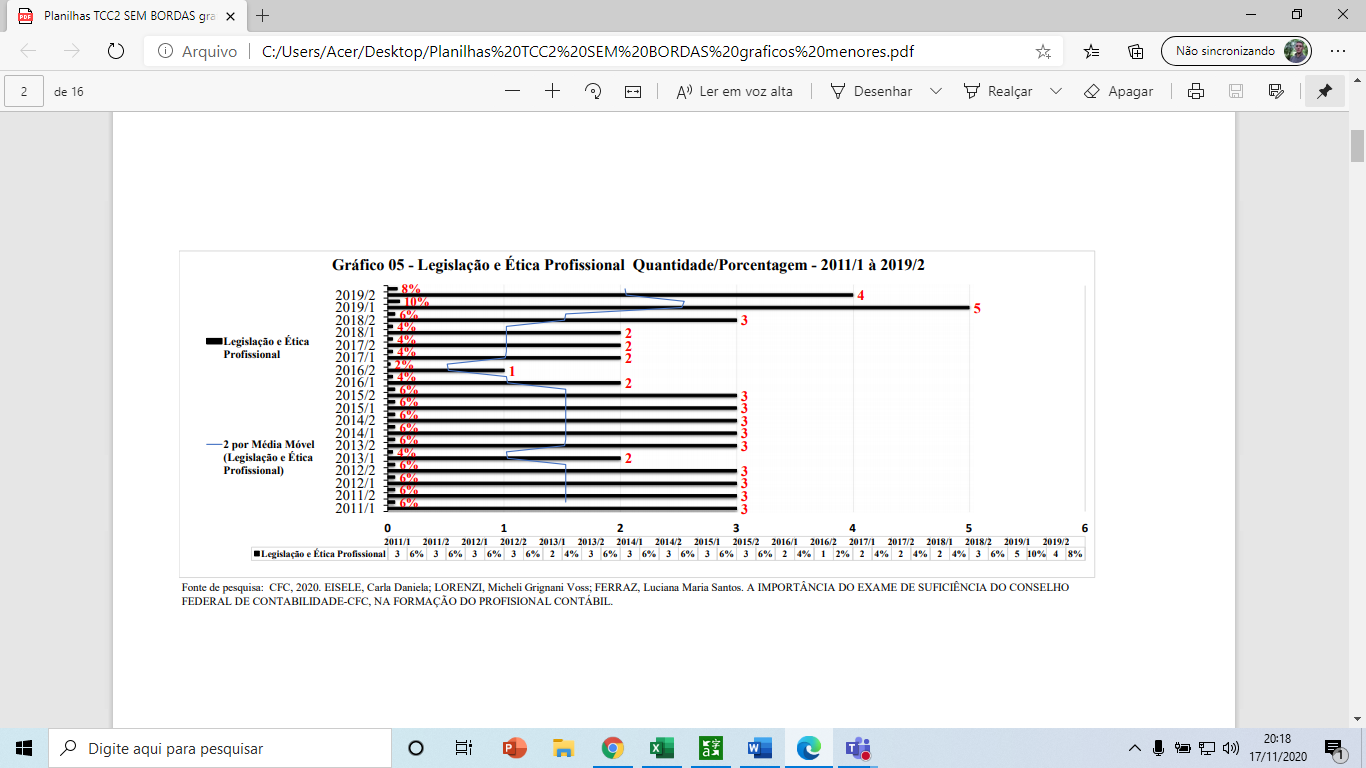 Planilhas TCC2 SEM BORDAS gra
Arquivo
C:/Users/Acer/Desktop/Planilhas%20TCC2%20SEM%20BORDAS%20graficos%20menores.pdf
Não sincronizando
2 de 16
Ler em voz alta
Desenhar
Realçar
Apagar
Gráfico 05 - Legislação e Ética Profissional Quantidade/Porcentagem - 2011/1 à 2019/2
8%
2019/2 4
10%
2019/1 5
6%
2018/2 3
4%
2018/1 2
4%
2017/2 2
4%
2017/1 2
2%
2016/2 1
4%
2016/1 2
6%
2015/2 3
6%
2015/1 3
6%
2014/2 3
6%
2014/1 3
6%
2013/2 3
4%
2013/1 2
6%
2012/2 3
6%
2012/1 3
6%
2011/2 3
6%
2011/1 3
Legislação e Ética
Profissional
2 por Média Móvel
(Legislação e Ética
Profissional)
0 1 2 3 4 5 6
2011/1 2011/2 2012/1 2012/2 2013/1 2013/2 2014/1 2014/2 2015/1 2015/2 2016/1 2016/2 2017/1 2017/2 2018/1 2018/2 2019/1 2019/2
Legislação e Ética Profissional 3 6% 3 6% 3 6% 3 6% 2 4% 3 6% 3 6% 3 6% 3 6% 3 6% 2 4% 1 2% 2 4% 2 4% 2 4% 3 6% 5 10% 4 8%
Fonte de pesquisa: CFC, 2020. EISELE, Carla Daniela; LORENZI, Micheli Grignani Voss; FERRAZ, Luciana Maria Santos. A IMPORTÂNCIA DO EXAME DE SUFICIÊNCIA DO CONSELHO
FEDERAL DE CONTABILIDADE-CFC, NA FORMAÇÃO DO PROFISIONAL CONTÁBIL.
Digite aqui para pesquisar
20:18
17/11/2020
1